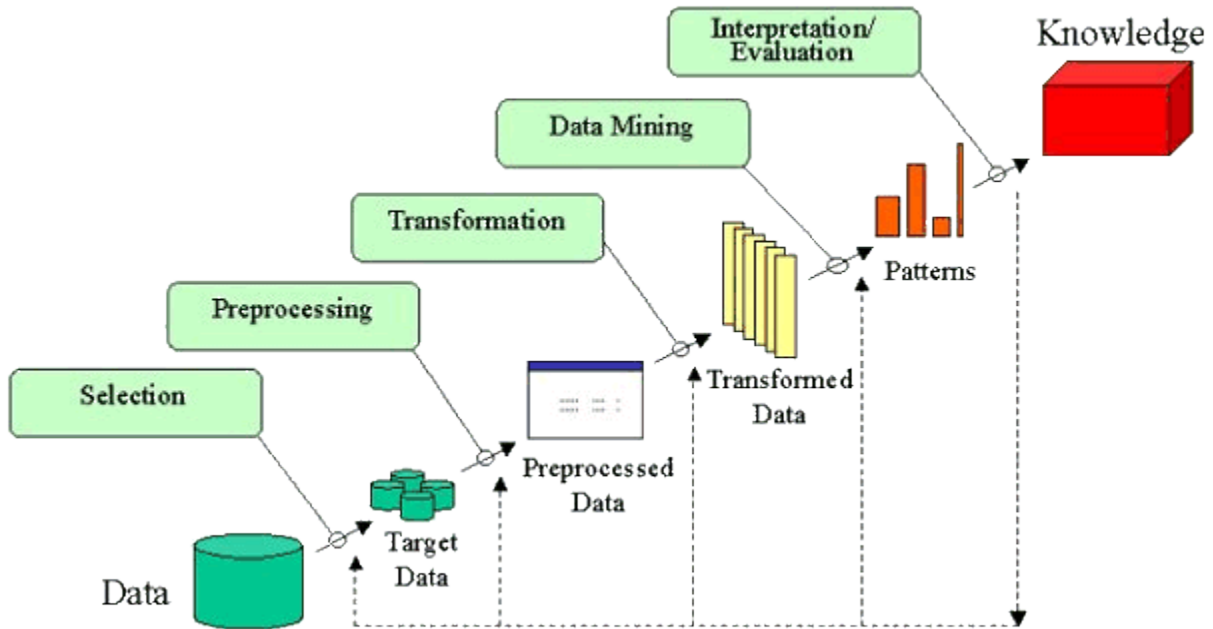 Interpretation/
Evaluation
Knowledge
Data Mining
Transformation
Patterns
Preprocessing
Transformed
Data
Selection
Preprocessed
Data
Target
Data
Data